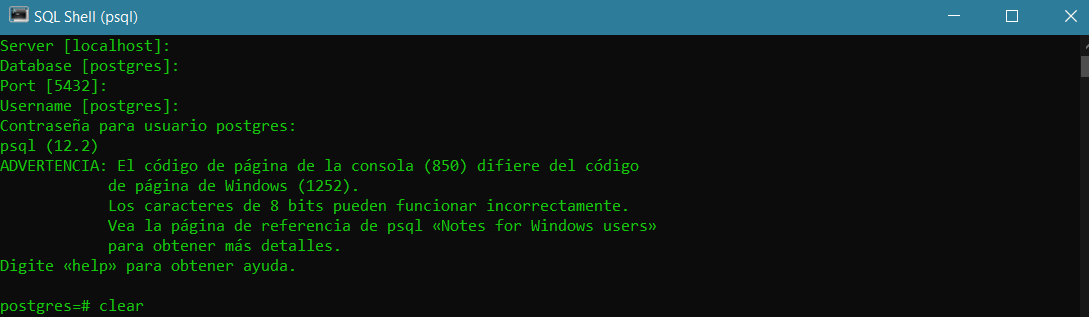 SQL Shell (psql)
Server [localhost]:
Database [postgres]:
Port [5432]:
Username [postgres]:
Contraseña para usuario postgres:
psql (12.2)
ADVERTENCIA: El código de página de la consola (850) difiere del código
de página de Windows (1252).
Los caracteres de 8 bits pueden funcionar incorrectamente.
Vea la página de referencia de psql «Notes for Windows users»
para obtener más detalles.
Digite «help» para obtener ayuda.
postgres=# clear